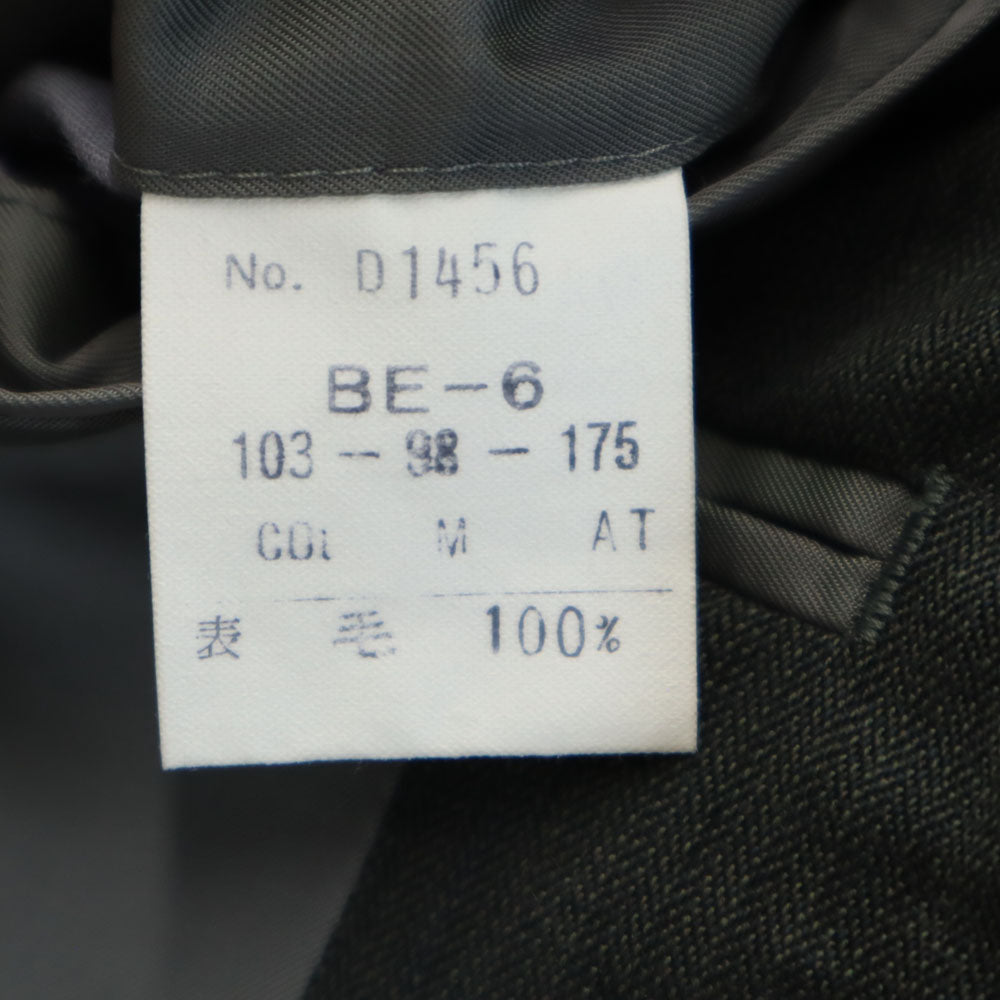 No. D1456
BE-6
103 - 98 - 175
COL M AT
表 毛 100%